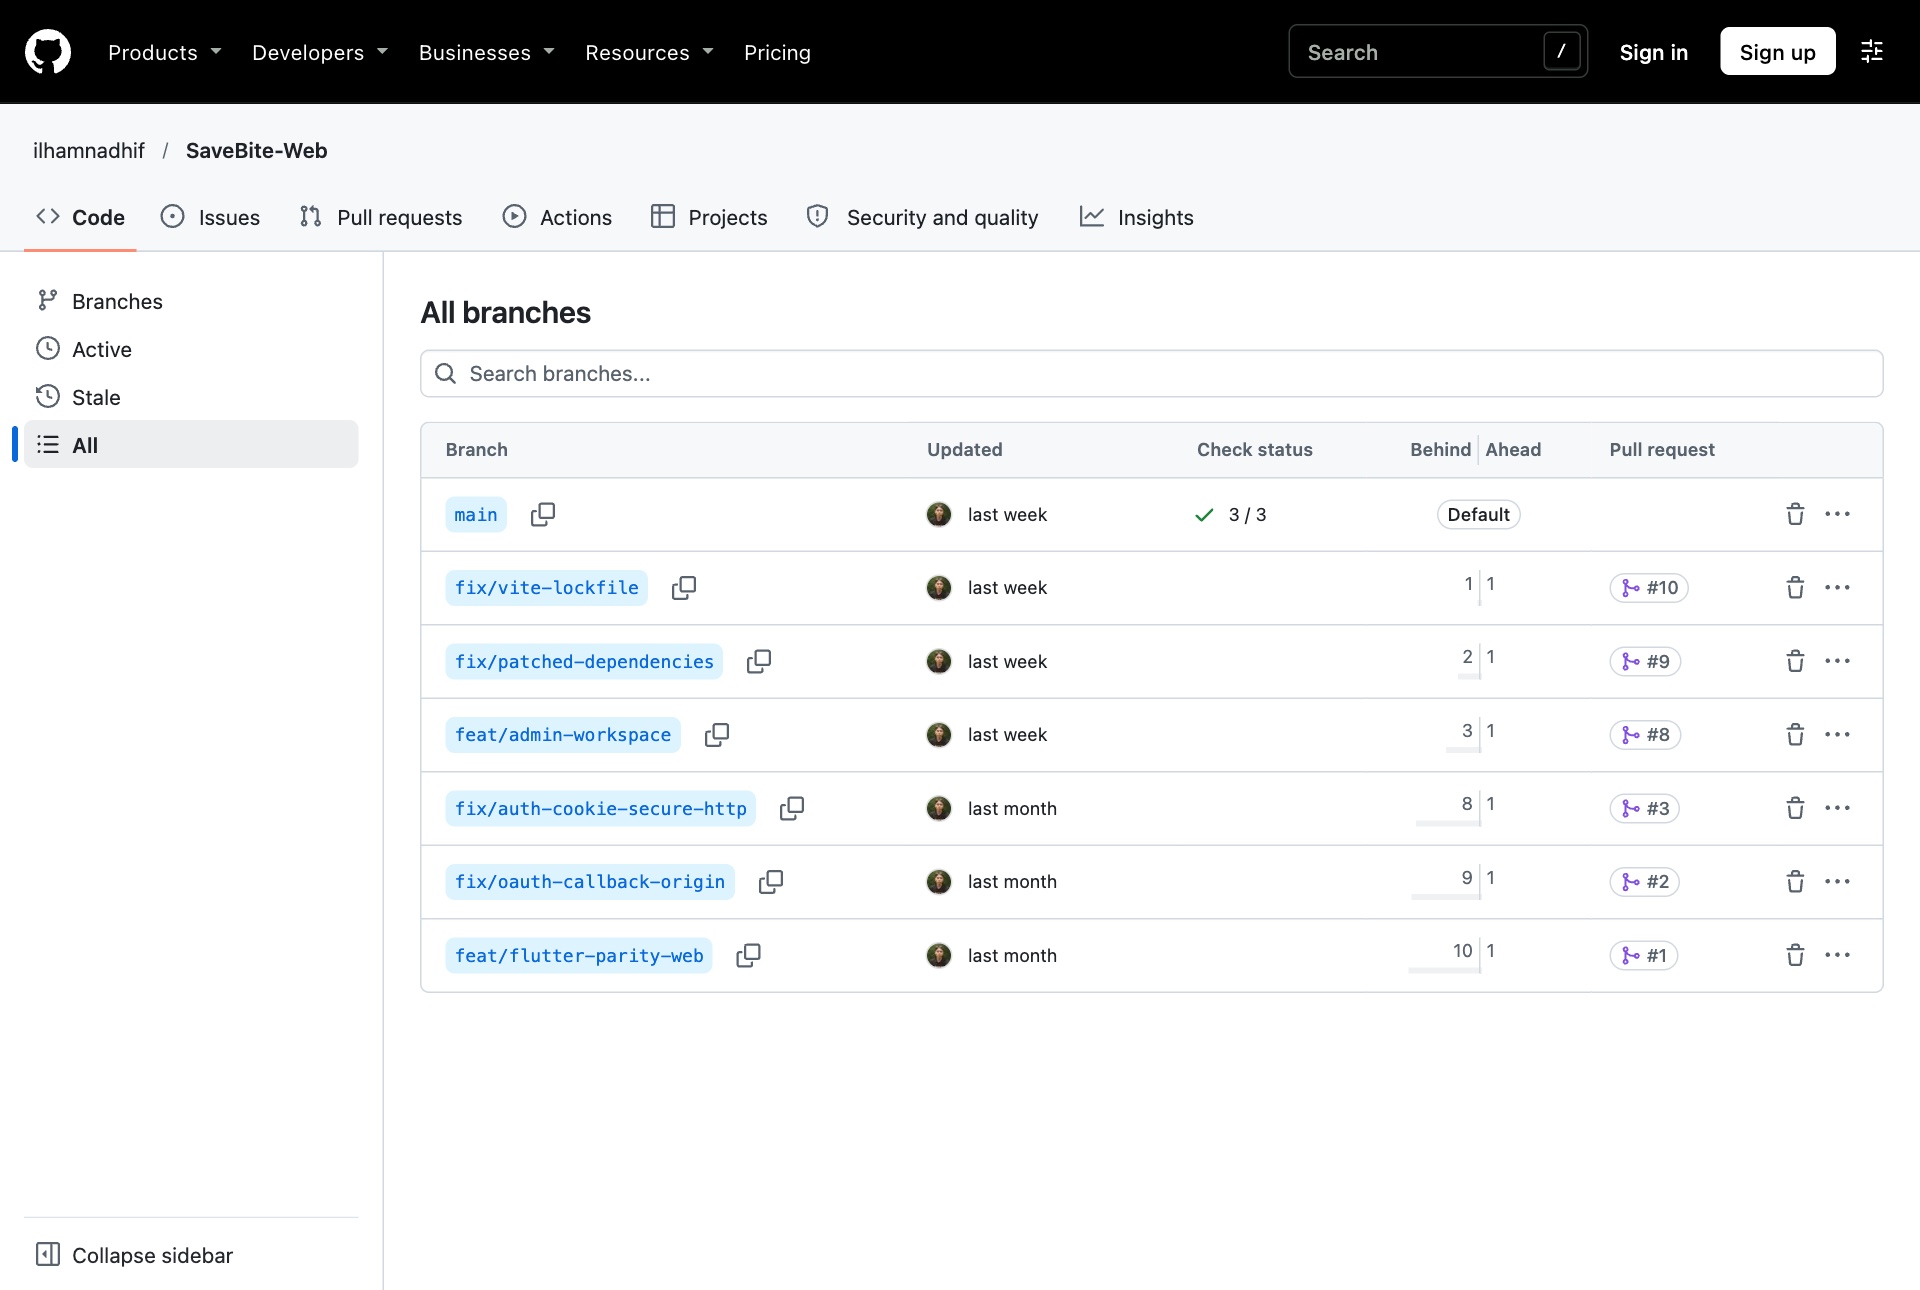 Products Developers Businesses Resources Pricing Search / Sign in Sign up
ilhamnadhif / SaveBite-Web
Code Issues Pull requests Actions Projects Security and quality Insights
Branches
Active
Stale
All
Collapse sidebar
All branches
Search branches...
Branch Updated Check status Behind Ahead Pull request
main last week 3 / 3 Default
fix/vite-lockfile last week 1 1 #10
fix/patched-dependencies last week 2 1 #9
feat/admin-workspace last week 3 1 #8
fix/auth-cookie-secure-http last month 8 1 #3
fix/oauth-callback-origin last month 9 1 #2
feat/flutter-parity-web last month 10 1 #1